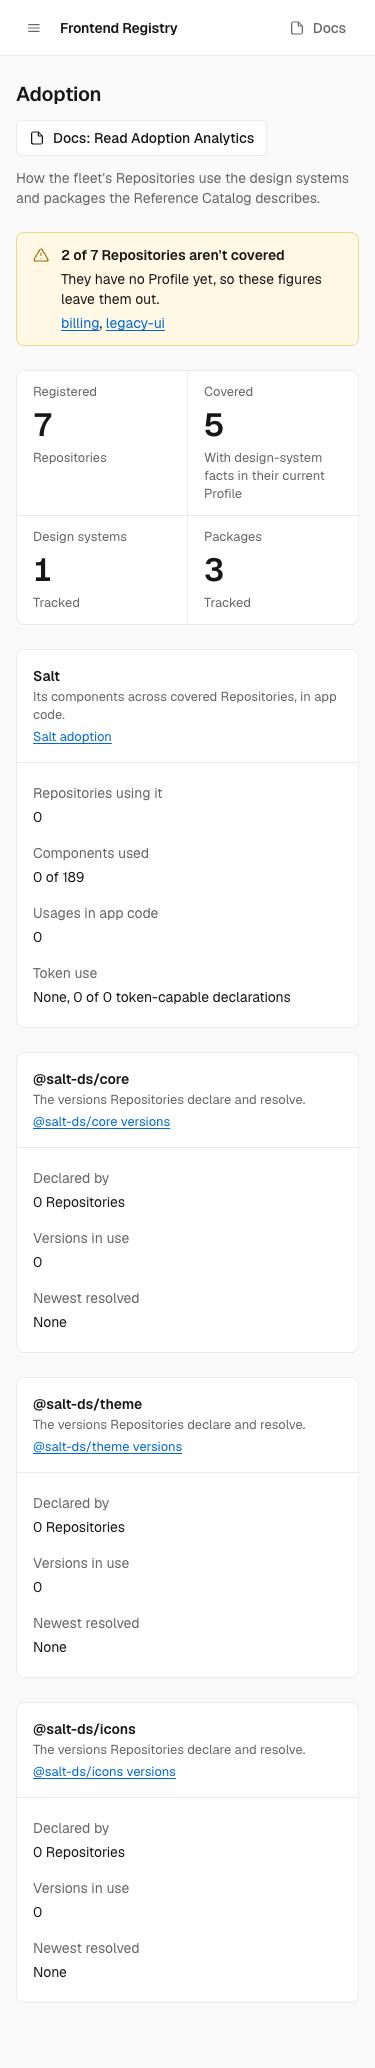 Frontend Registry
Docs
Adoption
Docs: Read Adoption Analytics
How the fleet's Repositories use the design systems
and packages the Reference Catalog describes.
2 of 7 Repositories aren't covered
They have no Profile yet, so these figures
leave them out.
billing, legacy-ui
Registered
7
Repositories
Covered
5
With design-system
facts in their current
Profile
Design systems
1
Tracked
Packages
3
Tracked
Salt
Its components across covered Repositories, in app
code.
Salt adoption
Repositories using it
0
Components used
0 of 189
Usages in app code
0
Token use
None, 0 of 0 token-capable declarations
@salt-ds/core
The versions Repositories declare and resolve.
@salt-ds/core versions
Declared by
0 Repositories
Versions in use
0
Newest resolved
None
@salt-ds/theme
The versions Repositories declare and resolve.
@salt-ds/theme versions
Declared by
0 Repositories
Versions in use
0
Newest resolved
None
@salt-ds/icons
The versions Repositories declare and resolve.
@salt-ds/icons versions
Declared by
0 Repositories
Versions in use
0
Newest resolved
None